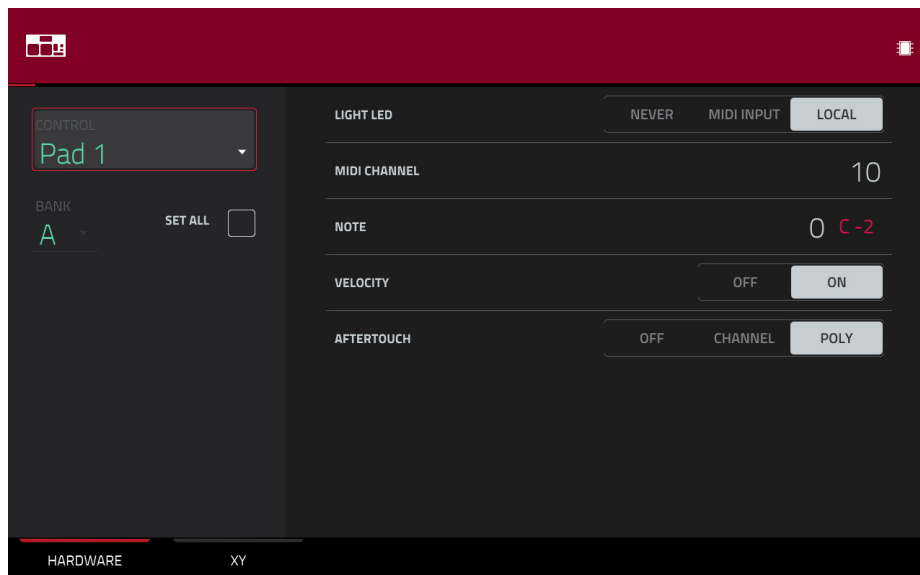 CONTROL
Pad 1
BANK
A
SET ALL
LIGHT LED NEVER MIDI INPUT LOCAL
MIDI CHANNEL 10
NOTE 0 C -2
VELOCITY OFF ON
AFTERTOUCH OFF CHANNEL POLY
HARDWARE XY